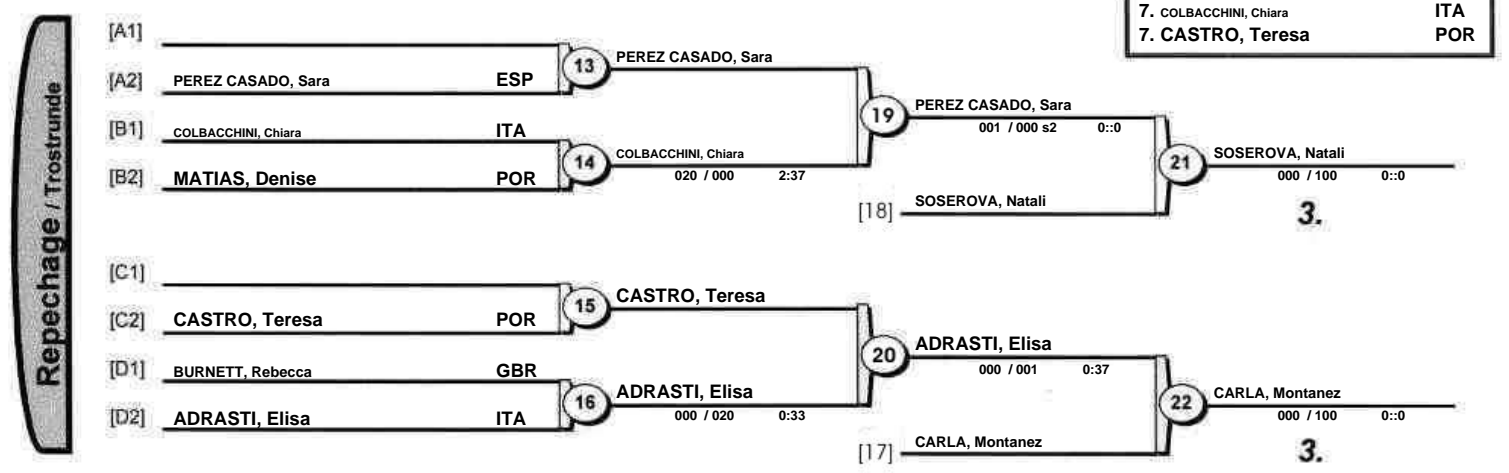 7. COLBACCHINI, Chiara ITA
7. CASTRO, Teresa POR
Repechage / Trostrunde
[A1]
13
PEREZ CASADO, Sara
[A2] PEREZ CASADO, Sara ESP
19
PEREZ CASADO, Sara
001 / 000 s2 0::0
[B1] COLBACCHINI, Chiara ITA
14
COLBACCHINI, Chiara
020 / 000 2:37
[B2] MATIAS, Denise POR
21
SOSEROVA, Natali
000 / 100 0::0
[18] SOSEROVA, Natali
3.
[C1]
15
CASTRO, Teresa
[C2] CASTRO, Teresa POR
20
ADRASTI, Elisa
000 / 001 0:37
[D1] BURNETT, Rebecca GBR
16
ADRASTI, Elisa
000 / 020 0:33
[D2] ADRASTI, Elisa ITA
22
CARLA, Montanez
000 / 100 0::0
[17] CARLA, Montanez
3.